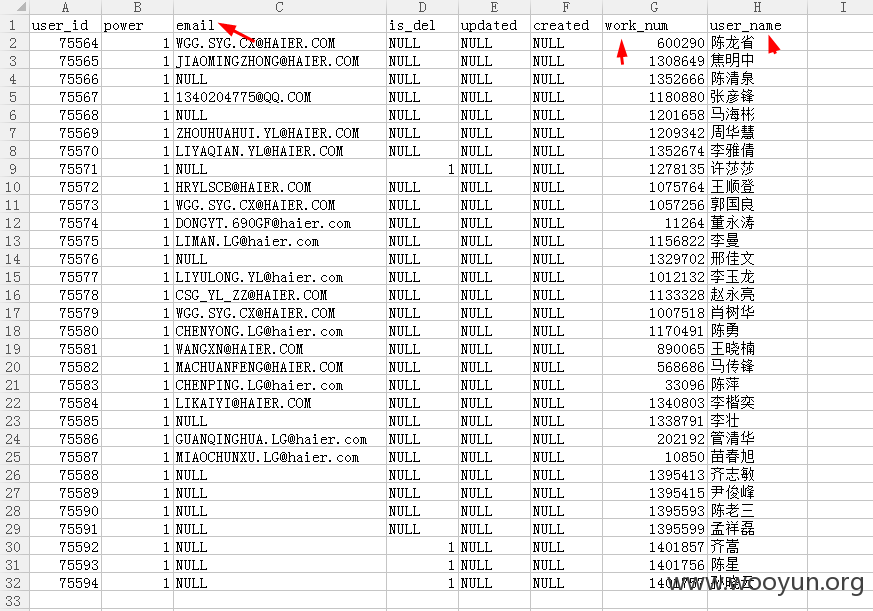 A B C D E F G H I
1 user_id power email is_del updated created work_num user_name
2 75564 1 WGG.SYG.CX@HAIER.COM NULL NULL NULL 600290 陈龙省
3 75565 1 JIAOMINGZHONG@HAIER.COM NULL NULL NULL 1308649 焦明中
4 75566 1 NULL NULL NULL NULL 1352666 陈清泉
5 75567 1 1340204775@QQ.COM NULL NULL NULL 1180880 张彦锋
6 75568 1 NULL NULL NULL NULL 1201658 马海彬
7 75569 1 ZHOUHUAHUI.YL@HAIER.COM NULL NULL NULL 1209342 周华慧
8 75570 1 LIYAQIAN.YL@HAIER.COM NULL NULL NULL 1352674 李雅倩
9 75571 1 NULL 1 NULL NULL 1278135 许莎莎
10 75572 1 HRYLSCB@HAIER.COM NULL NULL NULL 1075764 王顺登
11 75573 1 WGG.SYG.CX@HAIER.COM NULL NULL NULL 1057256 郭国良
12 75574 1 DONGYT.690GF@haier.com NULL NULL NULL 11264 董永涛
13 75575 1 LIMAN.LG@haier.com NULL NULL NULL 1156822 李曼
14 75576 1 NULL NULL NULL NULL 1329702 邢佳文
15 75577 1 LIYULONG.YL@haier.com NULL NULL NULL 1012132 李玉龙
16 75578 1 CSG_YL_ZZ@HAIER.COM NULL NULL NULL 1133328 赵永亮
17 75579 1 WGG.SYG.CX@HAIER.COM NULL NULL NULL 1007518 肖树华
18 75580 1 CHENYONG.LG@haier.com NULL NULL NULL 1170491 陈勇
19 75581 1 WANGXN@HAIER.COM NULL NULL NULL 890065 王晓楠
20 75582 1 MACHUANFENG@HAIER.COM NULL NULL NULL 568686 马传锋
21 75583 1 CHENPING.LG@haier.com NULL NULL NULL 33096 陈萍
22 75584 1 LIKAIYI@HAIER.COM NULL NULL NULL 1340803 李楷奕
23 75585 1 NULL NULL NULL NULL 1338791 李壮
24 75586 1 GUANQINGHUA.LG@haier.com NULL NULL NULL 202192 管清华
25 75587 1 MIAOCHUNXU.LG@haier.com NULL NULL NULL 10850 苗春旭
26 75588 1 NULL NULL NULL NULL 1395413 齐志敏
27 75589 1 NULL NULL NULL NULL 1395415 尹俊峰
28 75590 1 NULL NULL NULL NULL 1395593 陈老三
29 75591 1 NULL NULL NULL NULL 1395599 孟祥磊
30 75592 1 NULL 1 NULL NULL 1401857 齐嵩
31 75593 1 NULL 1 NULL NULL 1401756 陈星
32 75594 1 NULL 1 NULL NULL
www.wooyun.org
33